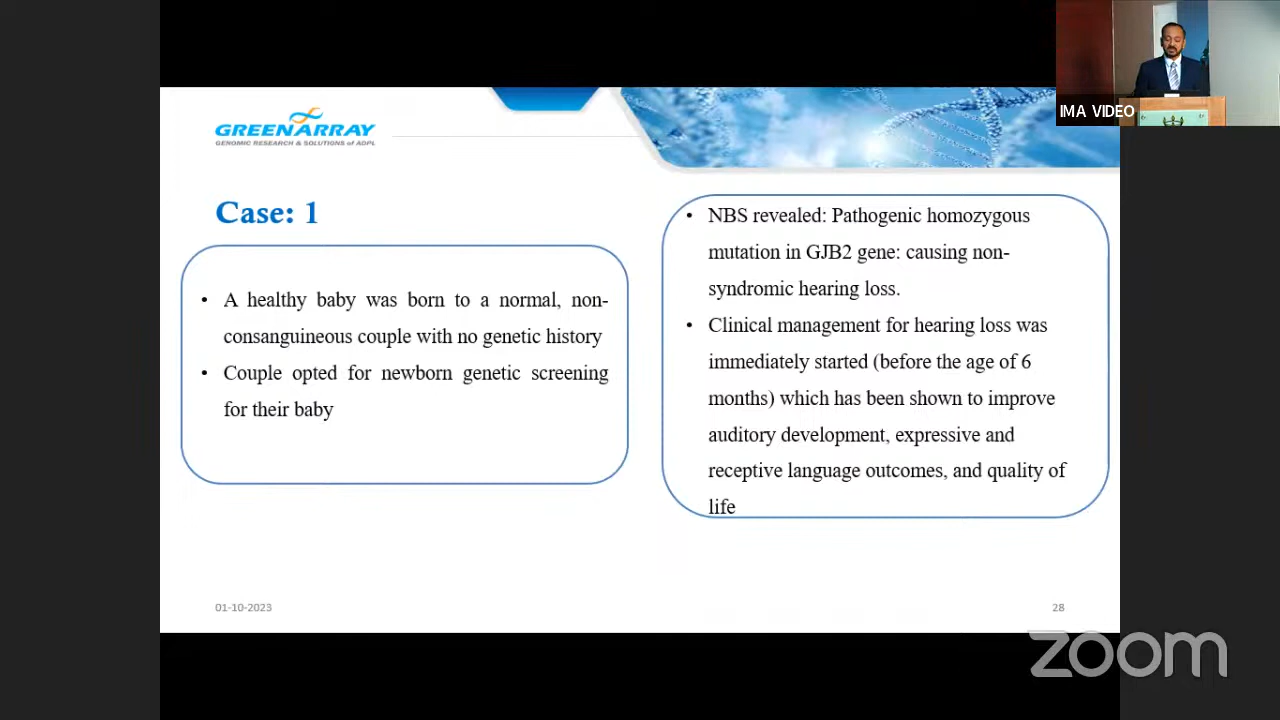 IMA VIDEO
GREENARRAY
GENOMIC RESEARCH & SOLUTIONS of AOPL
Case: 1
• A healthy baby was born to a normal, non-
consanguineous couple with no genetic history
• Couple opted for newborn genetic screening
for their baby
• NBS revealed: Pathogenic homozygous
mutation in GJB2 gene: causing non-
syndromic hearing loss.
• Clinical management for hearing loss was
immediately started (before the age of 6
months) which has been shown to improve
auditory development, expressive and
receptive language outcomes, and quality of
life
01-10-2023
28
zoom